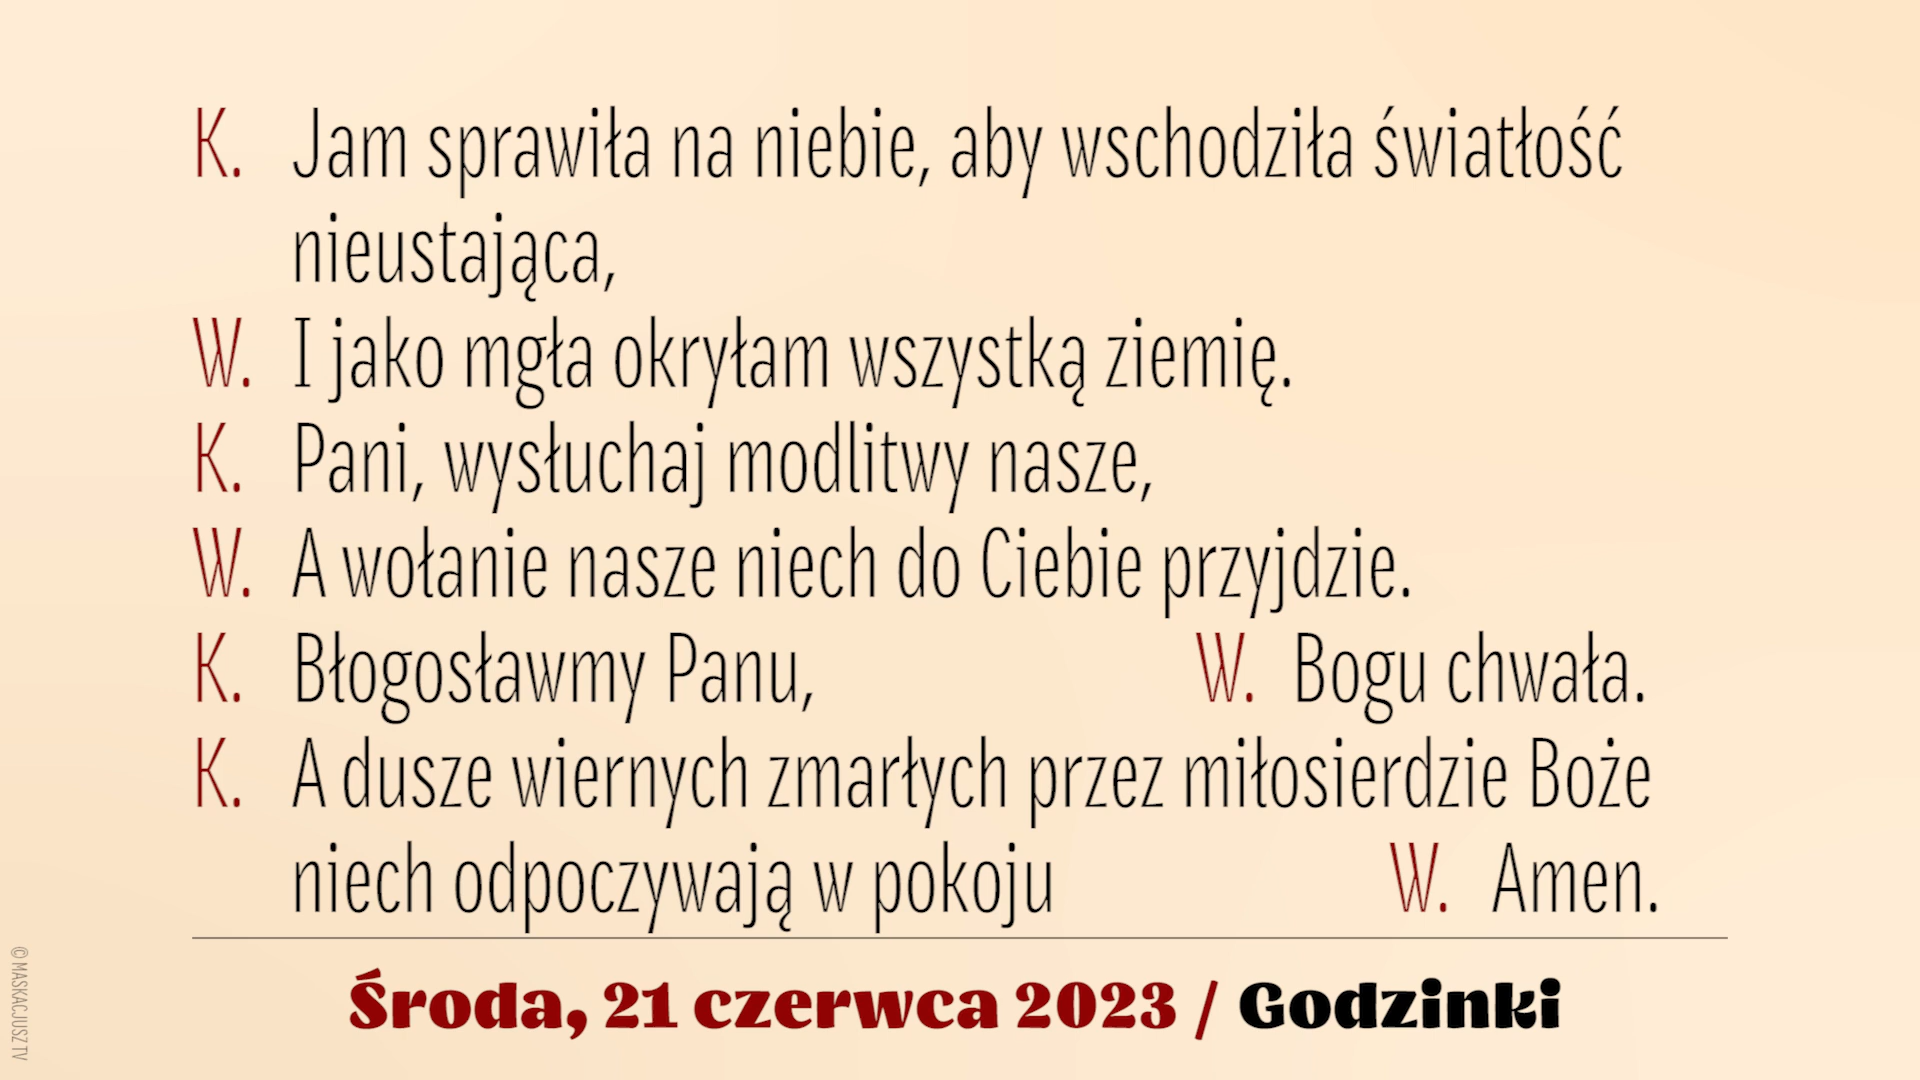 K. Jam sprawiła na niebie, aby wschodziła światłość
nieustająca,
W. I jako mgła okryłam wszystką ziemię.
K. Pani, wysłuchaj modlitwy nasze,
W. A wołanie nasze niech do Ciebie przyjdzie.
K. Błogosławmy Panu, W. Bogu chwała.
K. A dusze wiernych zmarłych przez miłosierdzie Boże
niech odpoczywają w pokoju W. Amen.
Środa, 21 czerwca 2023 / Godzinki
© MASKACJUSZ TV